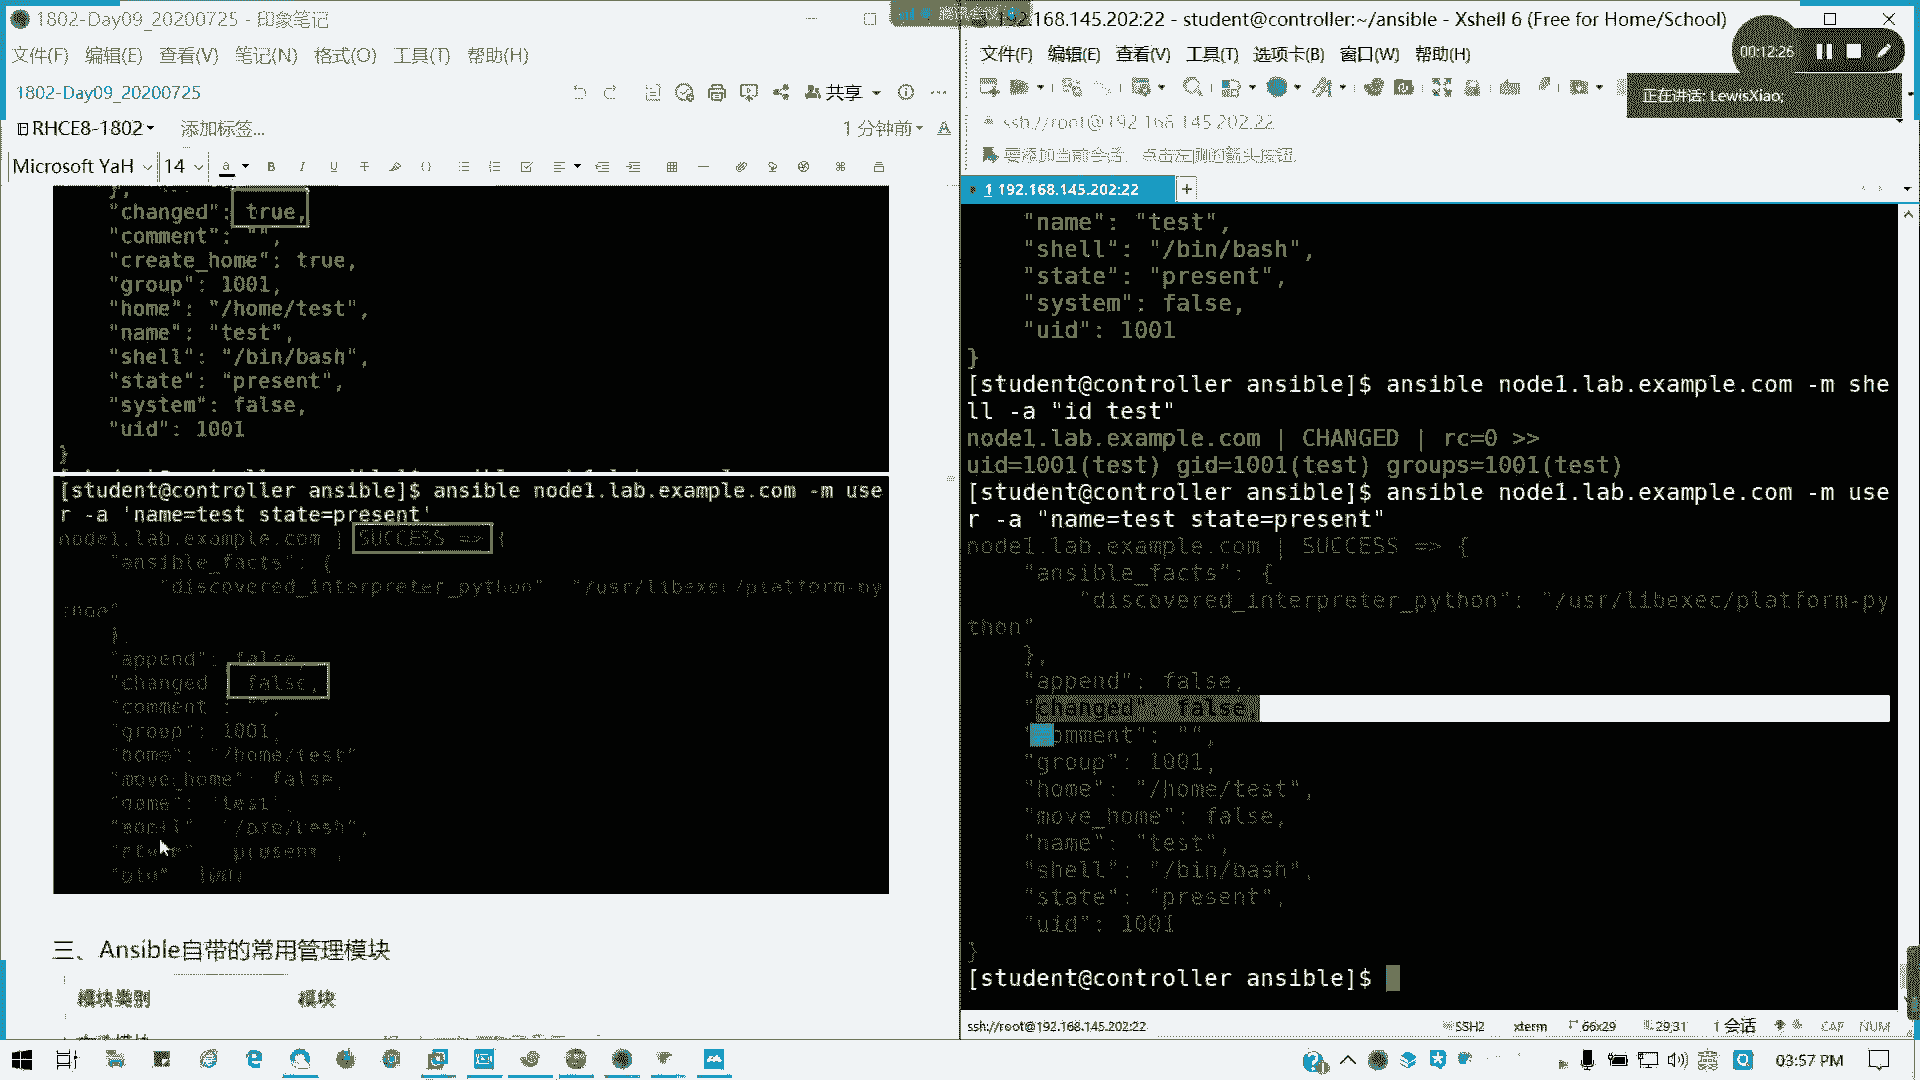 1802-Day09_20200725 - 印象笔记
文件(F) 编辑(E) 查看(V) 笔记(N) 格式(O) 工具(T) 帮助(H)
1802-Day09_20200725
共享
RHCE8-1802 添加标签...
1 分钟前
Microsoft YaH 14
"changed": true,
"comment": "",
"create_home": true,
"group": 1001,
"home": "/home/test",
"name": "test",
"shell": "/bin/bash",
"state": "present",
"system": false,
"uid": 1001
}
[student@controller ansible]$ ansible node1.lab.example.com -m use
r -a 'name=test state=present'
node1.lab.example.com | SUCCESS => {
"ansible_facts": {
"discovered_interpreter_python" "/usr/libexec/platform-py
},
"append": false,
"changed false,
"comment : "",
"group": 1001,
"home": "/home/test"
"move_home": false,
"name": "test",
三、Ansible自带的常用管理模块
模块类别 模块
192.168.145.202:22 - student@controller:~/ansible - Xshell 6 (Free for Home/School)
文件(F) 编辑(E) 查看(V) 工具(T) 选项卡(B) 窗口(W) 帮助(H)
00:12:26
正在讲话: LewisXiao;
ssh://root@192.168.145.202:22
要添加当前会话，点击左侧的箭头按钮.
1 192.168.145.202:22
"name": "test",
"shell": "/bin/bash",
"state": "present",
"system": false,
"uid": 1001
}
[student@controller ansible]$ ansible node1.lab.example.com -m she
ll -a "id test"
node1.lab.example.com | CHANGED | rc=0 >>
uid=1001(test) gid=1001(test) groups=1001(test)
[student@controller ansible]$ ansible node1.lab.example.com -m use
r -a "name=test state=present"
node1.lab.example.com | SUCCESS => {
"ansible_facts": {
"discovered_interpreter_python": "/usr/libexec/platform-py
thon"
},
"append": false,
"changed": false,
"comment": "",
"group": 1001,
"home": "/home/test",
"move_home": false,
"name": "test",
"shell": "/bin/bash",
"state": "present",
"uid": 1001
}
[student@controller ansible]$
ssh://root@192.168.145.202:22 SSH2 xterm 66x29 29,31 1 会话 CAP NUM
03:57 PM